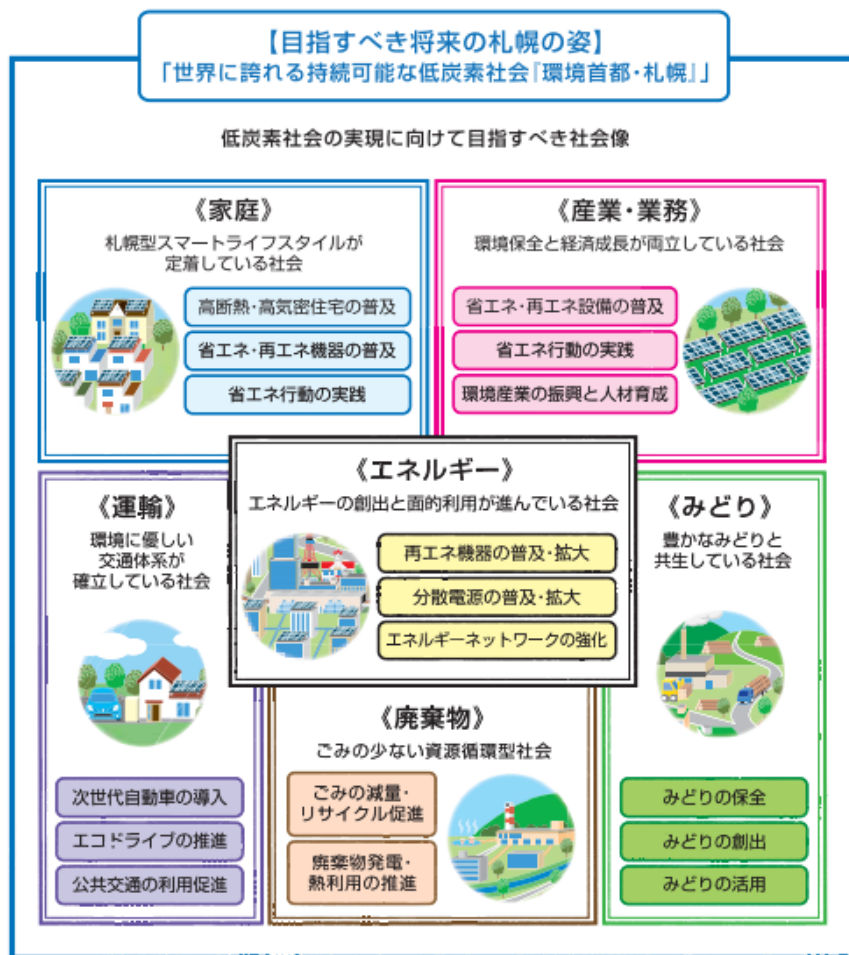 【目指すべき将来の札幌の姿】
「世界に誇れる持続可能な低炭素社会『環境首都・札幌』」
低炭素社会の実現に向けて目指すべき社会像
《家庭》
札幌型スマートライフスタイルが
定着している社会
高断熱・高気密住宅の普及
省エネ・再エネ機器の普及
省エネ行動の実践
《産業・業務》
環境保全と経済成長が両立している社会
省エネ・再エネ設備の普及
省エネ行動の実践
環境産業の振興と人材育成
《エネルギー》
エネルギーの創出と面的利用が進んでいる社会
再エネ機器の普及・拡大
分散電源の普及・拡大
エネルギーネットワークの強化
《運輸》
環境に優しい
交通体系が
確立している社会
次世代自動車の導入
エコドライブの推進
公共交通の利用促進
《廃棄物》
ごみの少ない資源循環型社会
ごみの減量・
リサイクル促進
廃棄物発電・
熱利用の推進
《みどり》
豊かなみどりと
共生している社会
みどりの保全
みどりの創出
みどりの活用